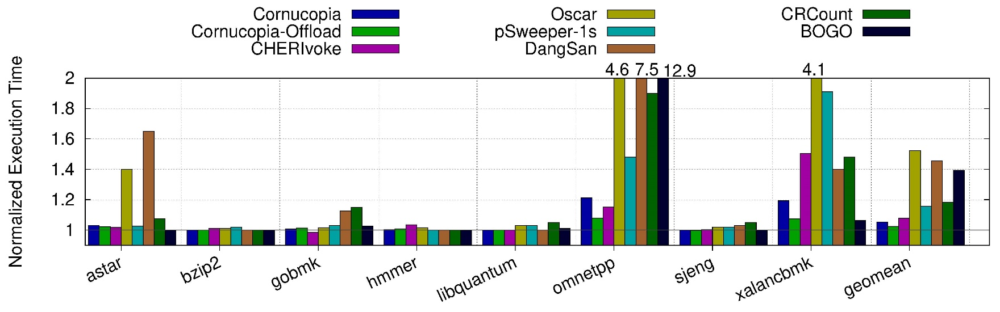 Cornucopia
Cornucopia-Offload
CHERIvoke
Oscar
pSweeper-1s
DangSan
CRCount
BOGO
4.6 7.5 12.9 4.1
Normalized Execution Time
2
1.8
1.6
1.4
1.2
1
astar
bzip2
gobmk
hmmer
libquantum
omnetpp
sjeng
xalancbmk
geomean